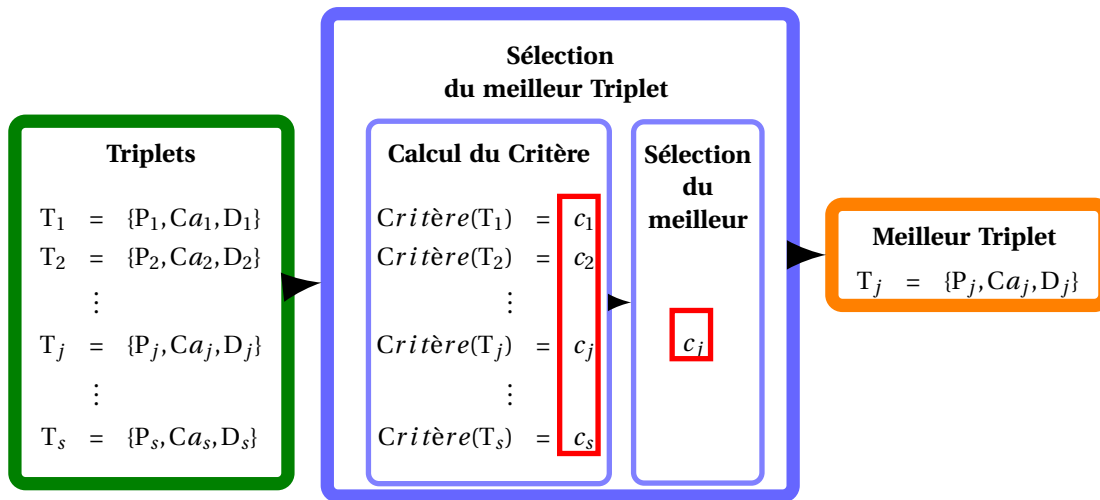 Sélection
du meilleur Triplet
Triplets
T₁ = {P₁,Ca₁,D₁}
T₂ = {P₂,Ca₂,D₂}
⋮
Tⱼ = {Pⱼ,Caⱼ,Dⱼ}
⋮
Tₛ = {Pₛ,Caₛ,Dₛ}
Calcul du Critère
Critère(T₁) = c₁
Critère(T₂) = c₂
⋮
Critère(Tⱼ) = cⱼ
⋮
Critère(Tₛ) = cₛ
Sélection
du
meilleur
cⱼ
Meilleur Triplet
Tⱼ = {Pⱼ,Caⱼ,Dⱼ}